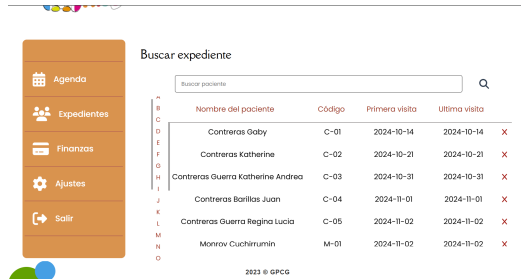 Buscar expediente
Buscar paciente
Agenda
Expedientes
Finanzas
Ajustes
Salir
A
B
C
D
E
F
G
H
I
J
K
L
M
N
O
Nombre del paciente Código Primera visita Ultima visita
Contreras Gaby C-01 2024-10-14 2024-10-14 X
Contreras Katherine C-02 2024-10-21 2024-10-21 X
Contreras Guerra Katherine Andrea C-03 2024-10-31 2024-10-31 X
Contreras Barillas Juan C-04 2024-11-01 2024-11-01 X
Contreras Guerra Regina Lucia C-05 2024-11-02 2024-11-02 X
Monroy Cuchirrumin M-01 2024-11-02 2024-11-02 X
2023 © GPCG